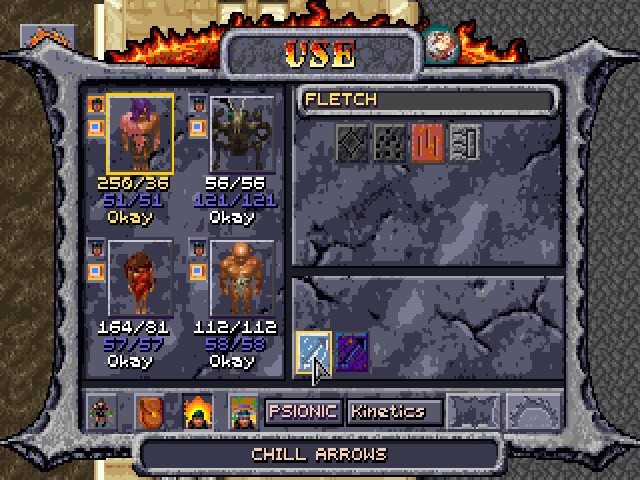 USE
FLETCH
250/36
51/51
Okay
56/56
121/121
Okay
164/81
57/57
Okay
112/112
58/58
Okay
PSIONIC
Kinetics
CHILL ARROWS